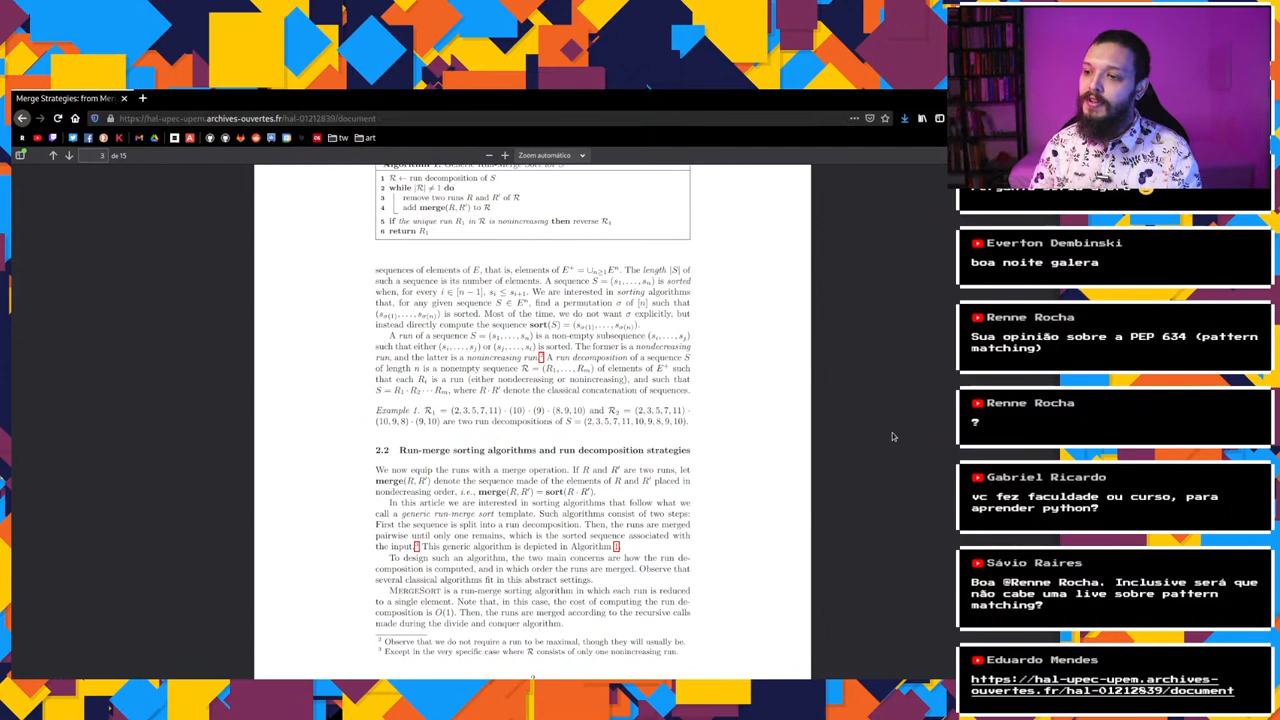 Merge Strategies: from Mer
https://hal-upec-upem.archives-ouvertes.fr/hal-01212839/document
tw
art
3
de 15
Zoom automático
1 R ← run decomposition of S
2 while |R| ≠ 1 do
3 remove two runs R and R′ of R
4 add merge(R, R′) to R
5 if the unique run R₁ in R is nonincreasing then reverse R₁
6 return R₁
sequences of elements of E, that is, elements of E⁺ = ∪ₙ≥₁Eⁿ. The length |S| of
such a sequence is its number of elements. A sequence S = (s₁, . . . , sₙ) is sorted
when, for every i ∈ [n − 1], sᵢ ≤ sᵢ₊₁. We are interested in sorting algorithms
that, for any given sequence S ∈ Eⁿ, find a permutation σ of [n] such that
(s_σ(1), . . . , s_σ(n)) is sorted. Most of the time, we do not want σ explicitly, but
instead directly compute the sequence sort(S) = (s_σ(1), . . . , s_σ(n)).
A run of a sequence S = (s₁, . . . , sₙ) is a non-empty subsequence (sᵢ, . . . , sⱼ)
such that either (sᵢ, . . . , sⱼ) or (sⱼ, . . . , sᵢ) is sorted. The former is a nondecreasing
run, and the latter is a nonincreasing run.² A run decomposition of a sequence S
of length n is a nonempty sequence R = (R₁, . . . , Rₘ) of elements of E⁺ such
that each Rᵢ is a run (either nondecreasing or nonincreasing), and such that
S = R₁ · R₂ · · · Rₘ, where R · R′ denote the classical concatenation of sequences.
Example 1. R₁ = (2, 3, 5, 7, 11) · (10) · (9) · (8, 9, 10) and R₂ = (2, 3, 5, 7, 11) ·
(10, 9, 8) · (9, 10) are two run decompositions of S = (2, 3, 5, 7, 11, 10, 9, 8, 9, 10).
2.2 Run-merge sorting algorithms and run decomposition strategies
We now equip the runs with a merge operation. If R and R′ are two runs, let
merge(R, R′) denote the sequence made of the elements of R and R′ placed in
nondecreasing order, i.e., merge(R, R′) = sort(R · R′).
In this article we are interested in sorting algorithms that follow what we
call a generic run-merge sort template. Such algorithms consist of two steps:
First the sequence is split into a run decomposition. Then, the runs are merged
pairwise until only one remains, which is the sorted sequence associated with
the input.³ This generic algorithm is depicted in Algorithm 1.
To design such an algorithm, the two main concerns are how the run de-
composition is computed, and in which order the runs are merged. Observe that
several classical algorithms fit in this abstract settings.
MERGESORT is a run-merge sorting algorithm in which each run is reduced
to a single element. Note that, in this case, the cost of computing the run de-
composition is O(1). Then, the runs are merged according to the recursive calls
made during the divide and conquer algorithm.
² Observe that we do not require a run to be maximal, though they will usually be.
³ Except in the very specific case where R consists of only one nonincreasing run.
Everton Dembinski
boa noite galera
Renne Rocha
Sua opinião sobre a PEP 634 (pattern
matching)
Renne Rocha
?
Gabriel Ricardo
vc fez faculdade ou curso, para
aprender python?
Sávio Raires
Boa @Renne Rocha. Inclusive será que
não cabe uma live sobre pattern
matching?
Eduardo Mendes
https://hal-upec-upem.archives-
ouvertes.fr/hal-01212839/document